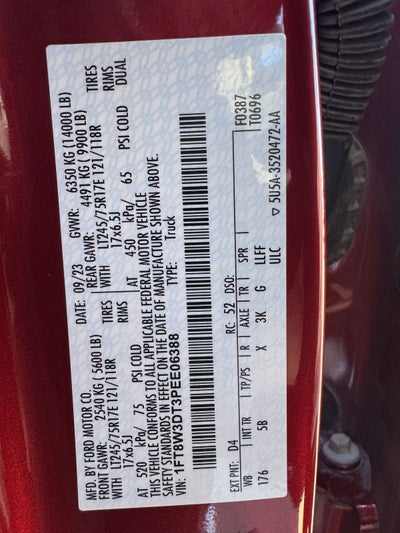 MFD. BY FORD MOTOR CO.
DATE: 09/23 GVWR: 6350 KG (14000 LB)
FRONT GAWR: 2540 KG ( 5600 LB) REAR GAWR: 4491 KG ( 9900 LB)
LT245/75R17E 121/118R TIRES WITH LT245/75R17E 121/118R TIRES
17x6.5J RIMS 17x6.5J RIMS
AT 520 kPa/ 75 PSI COLD AT 450 kPa/ 65 PSI COLD DUAL
THIS VEHICLE CONFORMS TO ALL APPLICABLE FEDERAL MOTOR VEHICLE
SAFETY STANDARDS IN EFFECT ON THE DATE OF MANUFACTURE SHOWN ABOVE.
VIN: 1FT8W3DT3PEE06388 TYPE: Truck
F0387
T0696
EXT PNT: D4 RC: 52 DSO:
WB INT TR TP/PS R AXLE TR SPR
176 5B X 3K G LLFF
ULC 5U5A-3520472-AA